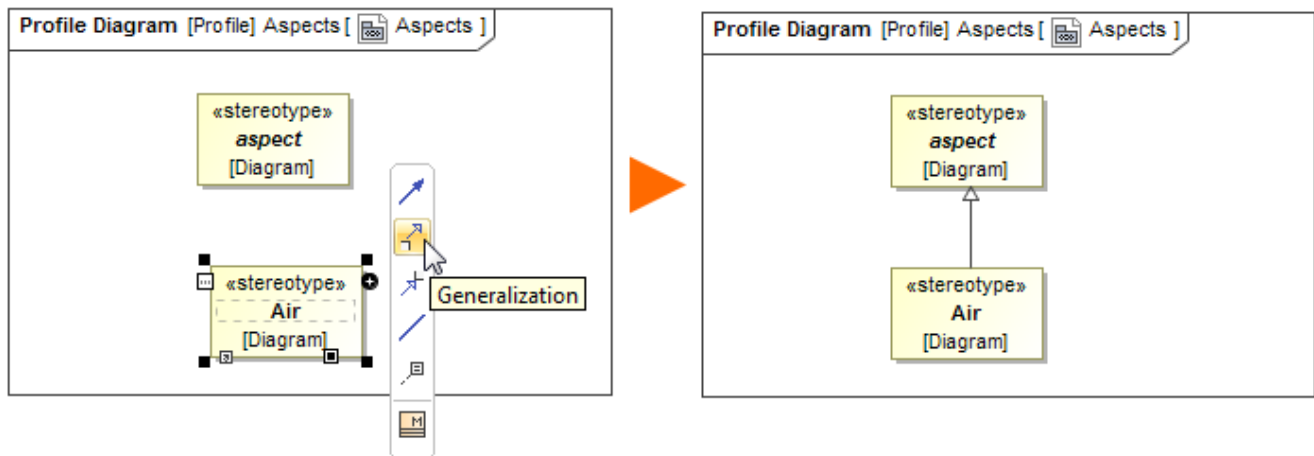 Profile Diagram [Profile] Aspects [ Aspects ]
«stereotype»
aspect
[Diagram]
«stereotype»
Air
[Diagram]
Generalization
M
Profile Diagram [Profile] Aspects [ Aspects ]
«stereotype»
aspect
[Diagram]
«stereotype»
Air
[Diagram]